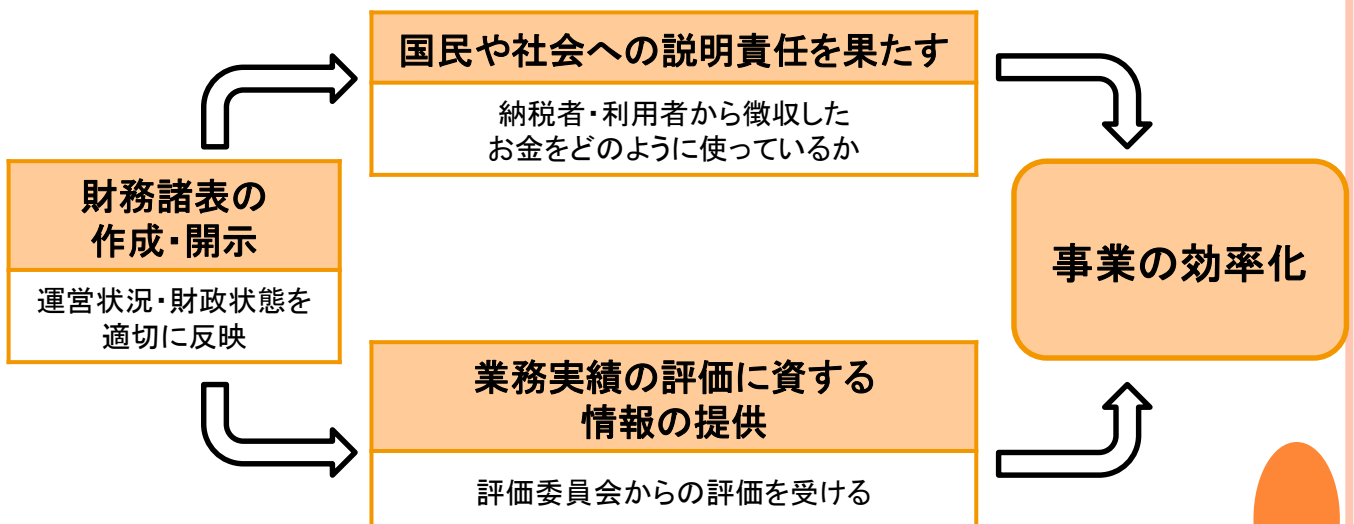 国民や社会への説明責任を果たす
納税者・利用者から徴収した
お金をどのように使っているか
財務諸表の
作成・開示
運営状況・財政状態を
適切に反映
事業の効率化
業務実績の評価に資する
情報の提供
評価委員会からの評価を受ける